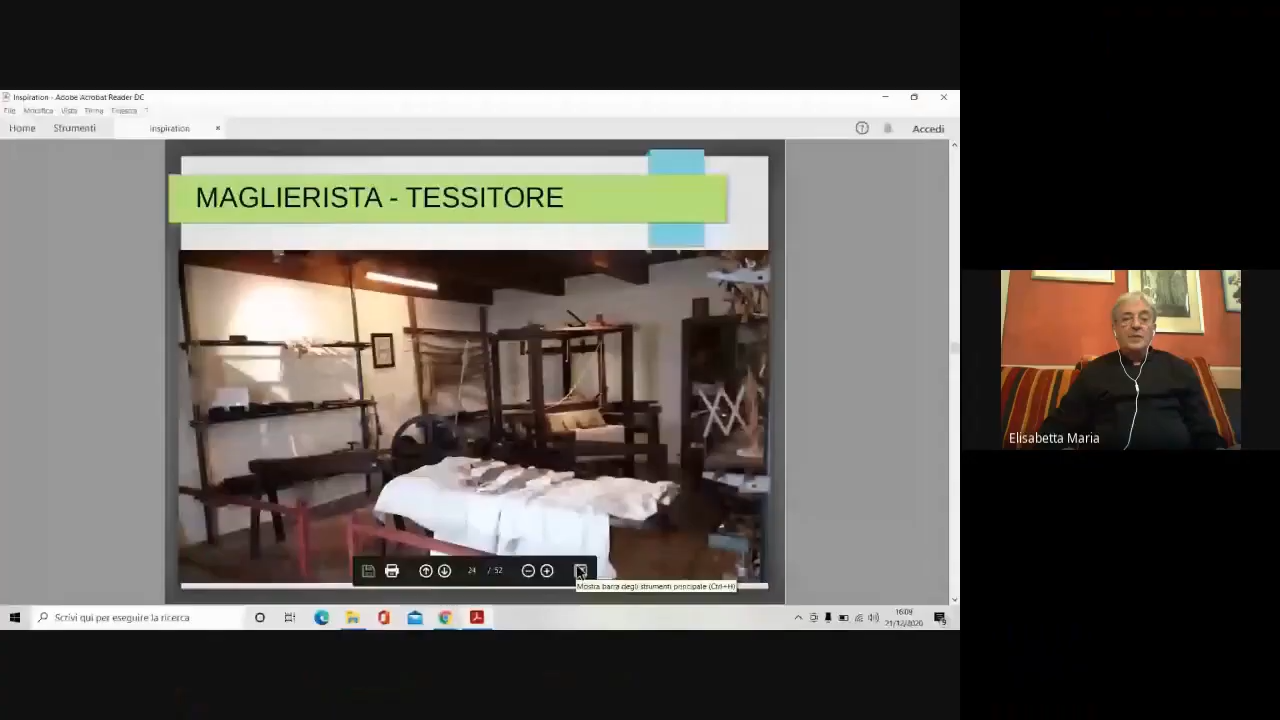 Inspiration - Adobe Acrobat Reader DC
File Modifica Vista Firma Finestra ?
Home Strumenti Inspiration × Accedi
MAGLIERISTA - TESSITORE
24 / 52
Mostra barra degli strumenti principale (Ctrl+H)
Elisabetta Maria
Scrivi qui per eseguire la ricerca
16:09
21/12/2020